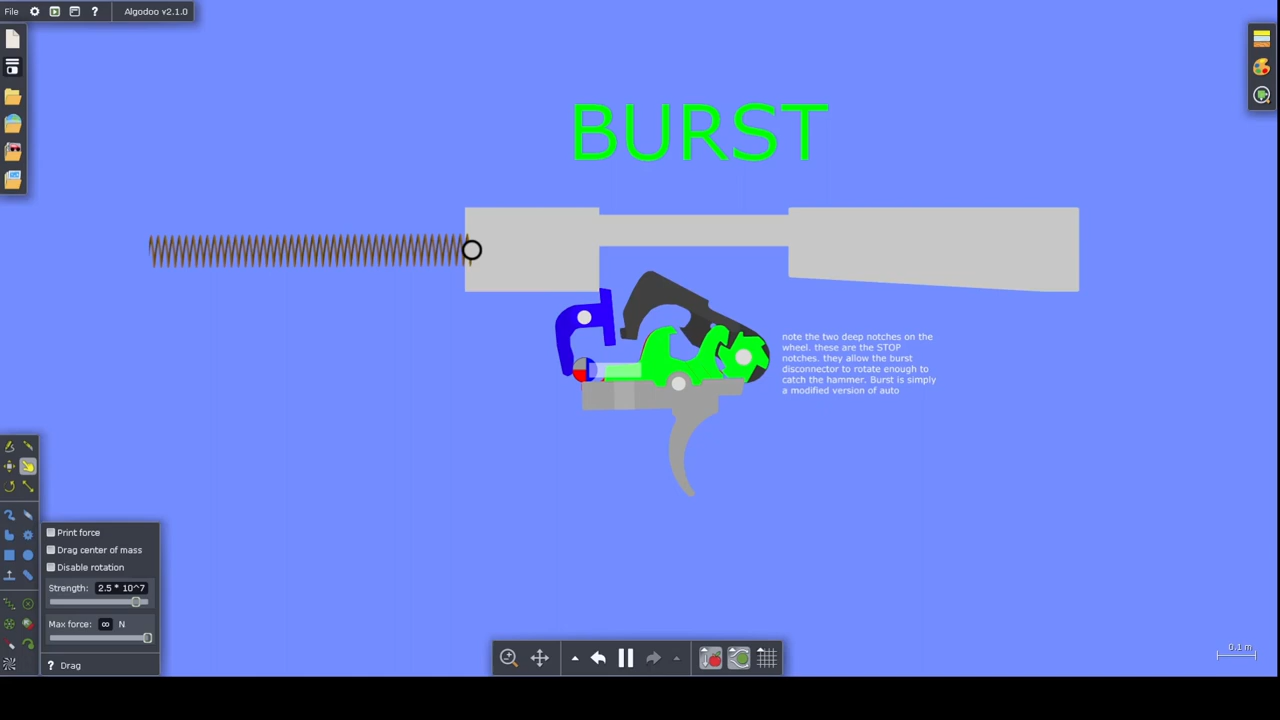 File ? Algodoo v2.1.0
BURST
note the two deep notches on the
wheel. these are the STOP
notches. they allow the burst
disconnector to rotate enough to
catch the hammer. Burst is simply
a modified version of auto
Print force
Drag center of mass
Disable rotation
Strength: 2.5 * 10^7
Max force: ∞ N
? Drag
0.1 m